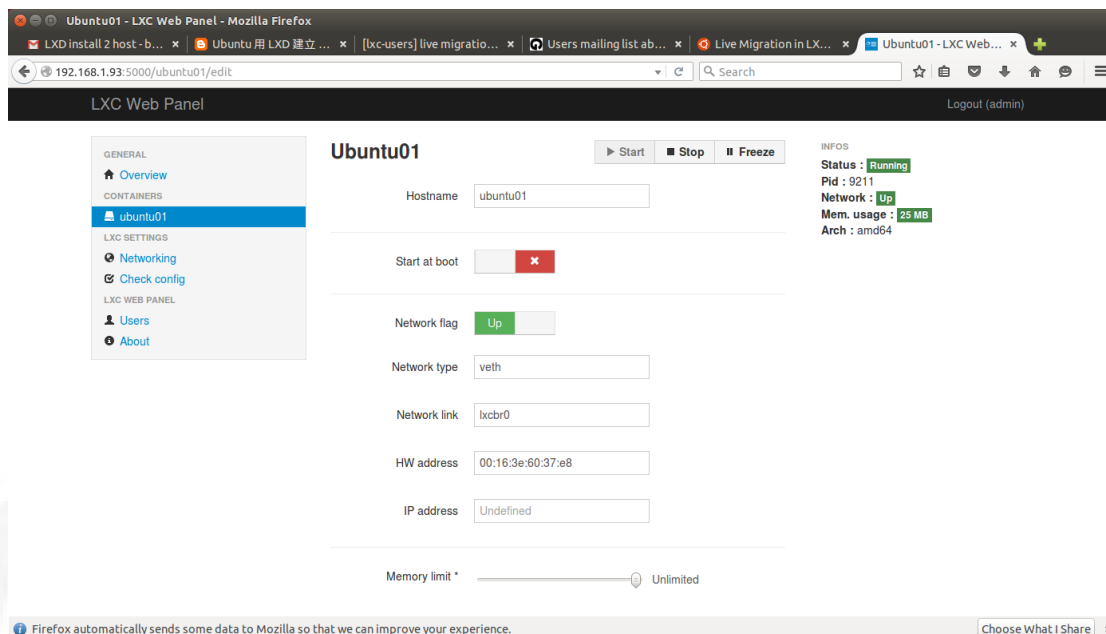 Ubuntu01 - LXC Web Panel - Mozilla Firefox
LXD install 2 host - b... Ubuntu 用 LXD 建立 ... [lxc-users] live migratio... Users mailing list ab... Live Migration in LX... Ubuntu01 - LXC Web...
192.168.1.93:5000/ubuntu01/edit Search
LXC Web Panel Logout (admin)
GENERAL
Overview
CONTAINERS
ubuntu01
LXC SETTINGS
Networking
Check config
LXC WEB PANEL
Users
About
Ubuntu01 Start Stop Freeze
Hostname ubuntu01
Start at boot
Network flag Up
Network type veth
Network link lxcbr0
HW address 00:16:3e:60:37:e8
IP address Undefined
Memory limit * Unlimited
INFOS
Status : Running
Pid : 9211
Network : Up
Mem. usage : 25 MB
Arch : amd64
Firefox automatically sends some data to Mozilla so that we can improve your experience. Choose What I Share